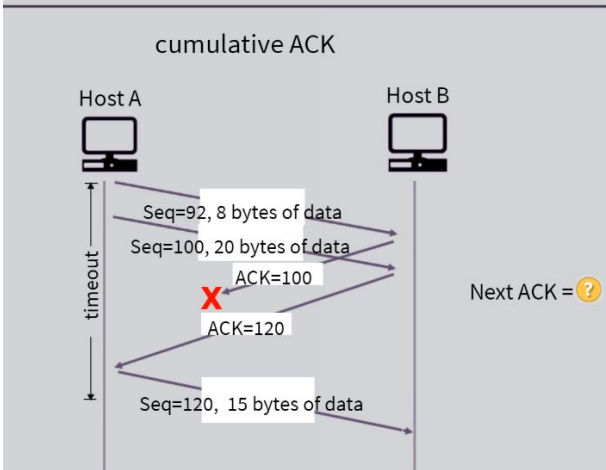 cumulative ACK
Host A
Host B
Seq=92, 8 bytes of data
Seq=100, 20 bytes of data
ACK=100
X
timeout
Next ACK = ?
ACK=120
Seq=120, 15 bytes of data